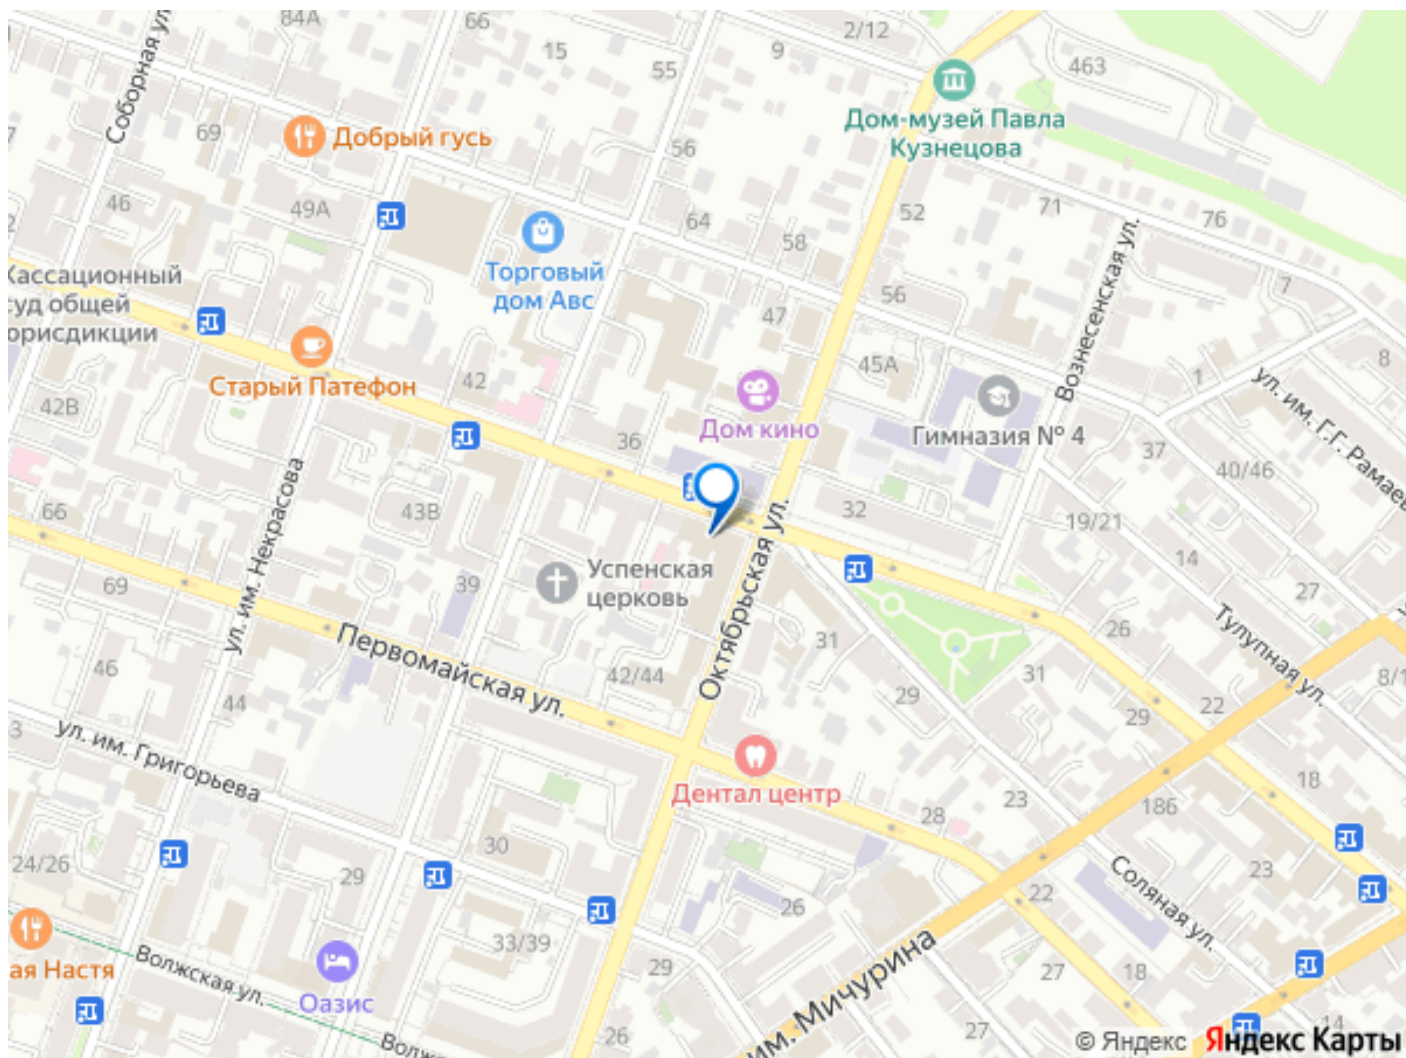 84А
66
2/12
Соборная ул
15
9
55
463
69
Добрый гусь
Дом-музей Павла
Кузнецова
56
46
49А
64
58
52
71
76
Вознесенская ул.
Кассационный
суд общей
юрисдикции
Торговый
дом Авс
56
7
47
Старый Патефон
42
45А
8
1
42В
36
Дом кино
Гимназия № 4
37
40/46
ул. им. Г.Г. Рамаев
66
43В
ул. им. Некрасова
32
19/21
14
27
69
39
Успенская
церковь
Октябрьская ул.
31
26
Тулупная ул.
46
44
Первомайская ул.
42/44
29
31
29
22
8/1
3
ул. им. Григорьева
Дентал центр
28
23
186
18
24/26
29
30
26
22
23
Соляная ул.
ая Настя
Волжская ул.
Оазис
33/39
29
27
18
26
Волж
им. Мичурина
24
14
© Яндекс Яндекс Карты